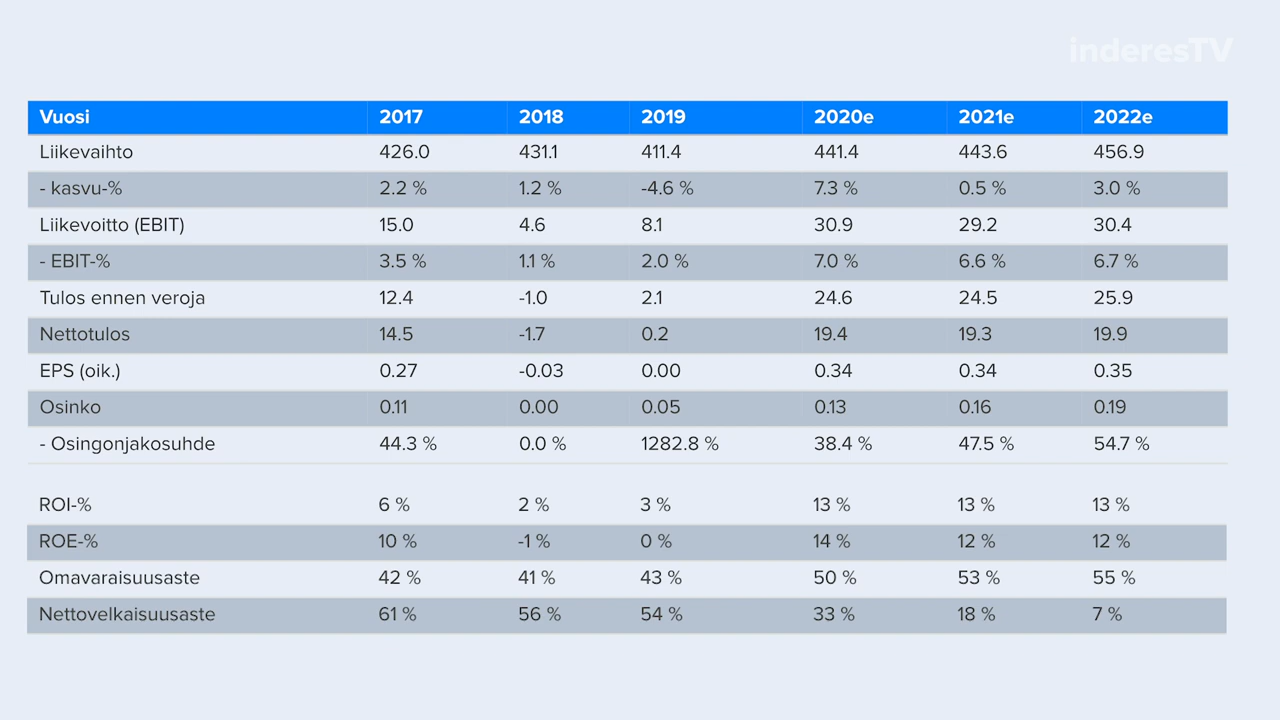 inderesTV
Vuosi 2017 2018 2019 2020e 2021e 2022e
Liikevaihto 426.0 431.1 411.4 441.4 443.6 456.9
- kasvu-% 2.2 % 1.2 % -4.6 % 7.3 % 0.5 % 3.0 %
Liikevoitto (EBIT) 15.0 4.6 8.1 30.9 29.2 30.4
- EBIT-% 3.5 % 1.1 % 2.0 % 7.0 % 6.6 % 6.7 %
Tulos ennen veroja 12.4 -1.0 2.1 24.6 24.5 25.9
Nettotulos 14.5 -1.7 0.2 19.4 19.3 19.9
EPS (oik.) 0.27 -0.03 0.00 0.34 0.34 0.35
Osinko 0.11 0.00 0.05 0.13 0.16 0.19
- Osingonjakosuhde 44.3 % 0.0 % 1282.8 % 38.4 % 47.5 % 54.7 %
ROI-% 6 % 2 % 3 % 13 % 13 % 13 %
ROE-% 10 % -1 % 0 % 14 % 12 % 12 %
Omavaraisuusaste 42 % 41 % 43 % 50 % 53 % 55 %
Nettovelkaisuusaste 61 % 56 % 54 % 33 % 18 % 7 %